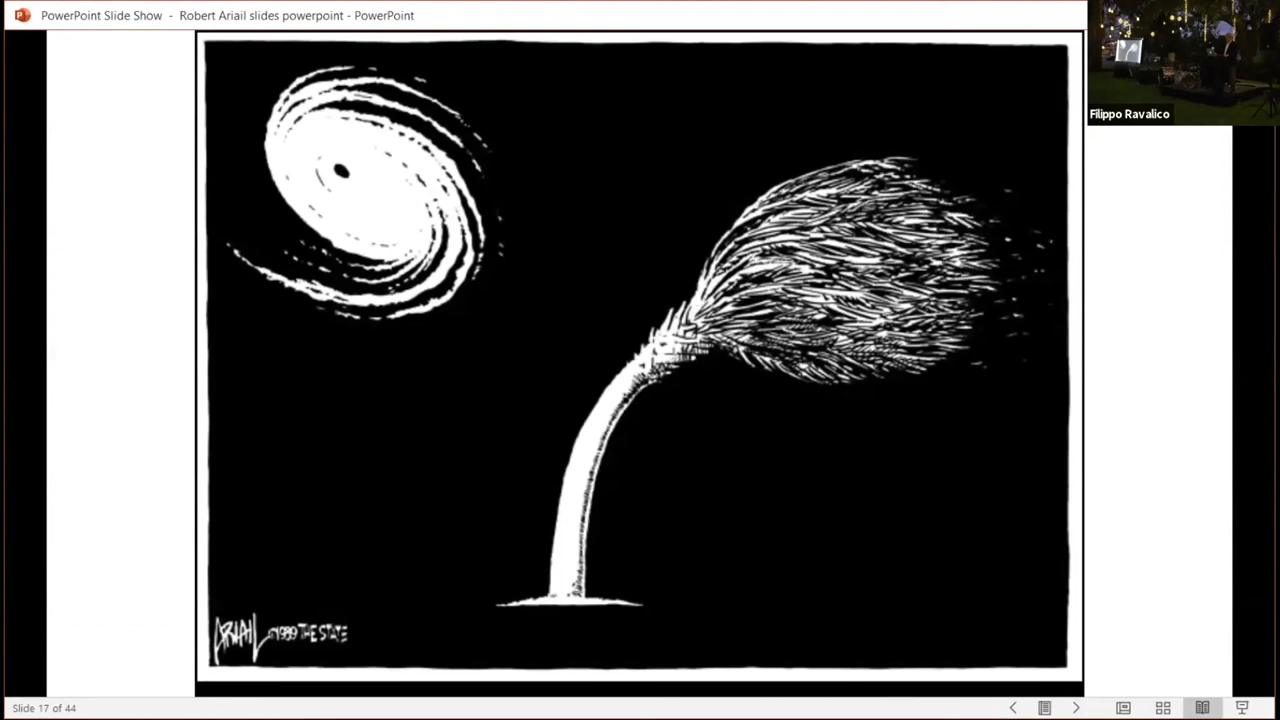 PowerPoint Slide Show - Robert Ariail slides powerpoint - PowerPoint
Filippo Ravalico
ARIAIL ©1989 THE STATE
Slide 17 of 44